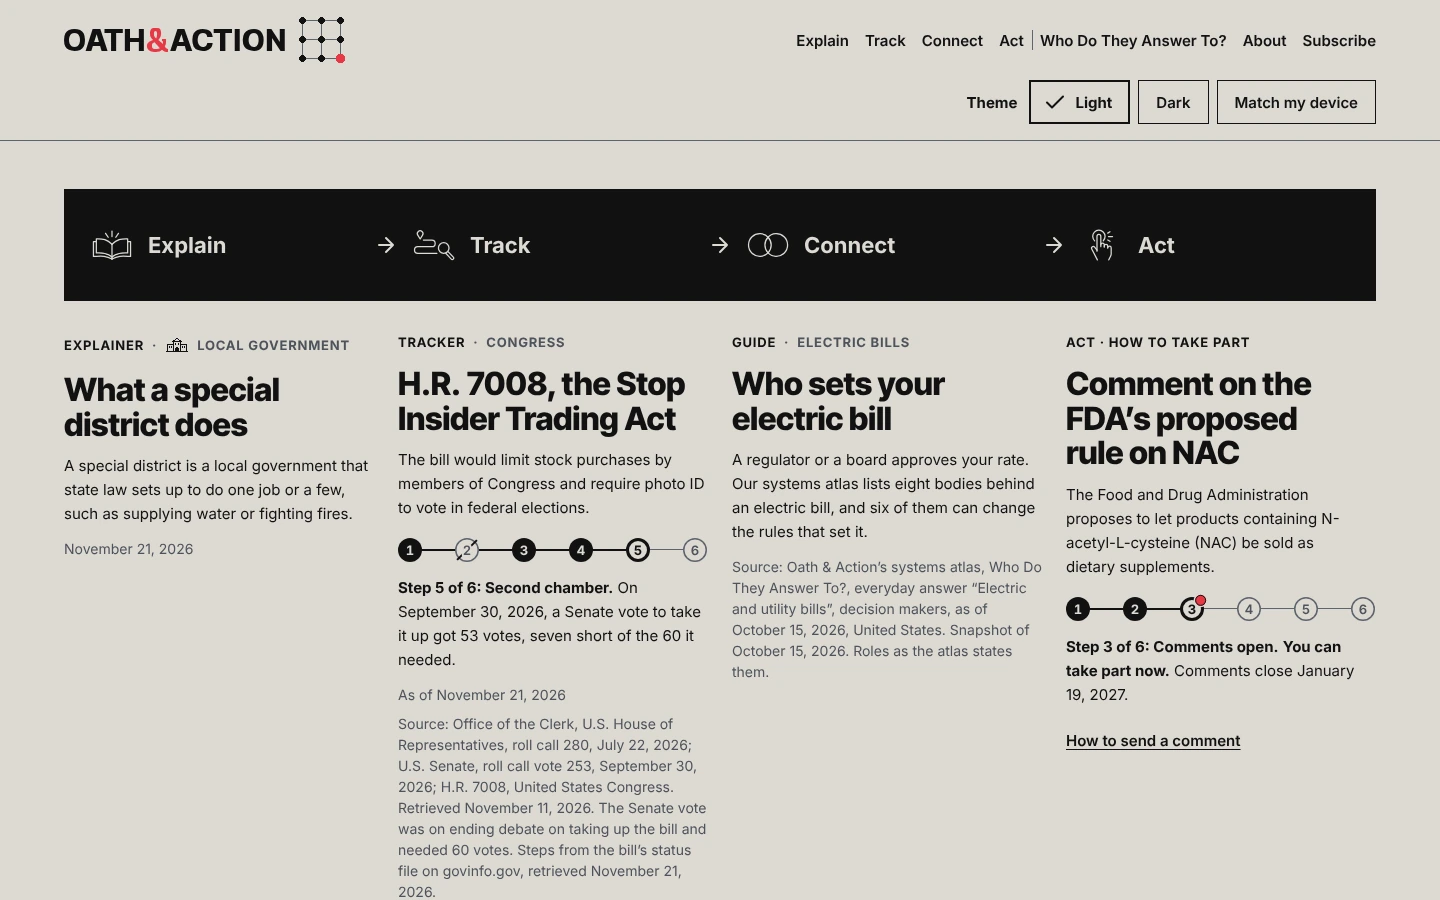 OATH&ACTION
Explain Track Connect Act Who Do They Answer To? About Subscribe
Theme Light Dark Match my device
Explain Track Connect Act
EXPLAINER · LOCAL GOVERNMENT
What a special
district does
A special district is a local government that
state law sets up to do one job or a few,
such as supplying water or fighting fires.
November 21, 2026
TRACKER · CONGRESS
H.R. 7008, the Stop
Insider Trading Act
The bill would limit stock purchases by
members of Congress and require photo ID
to vote in federal elections.
1 2 3 4 5 6
Step 5 of 6: Second chamber. On
September 30, 2026, a Senate vote to take
it up got 53 votes, seven short of the 60 it
needed.
As of November 21, 2026
Source: Office of the Clerk, U.S. House of
Representatives, roll call 280, July 22, 2026;
U.S. Senate, roll call vote 253, September 30,
2026; H.R. 7008, United States Congress.
Retrieved November 11, 2026. The Senate vote
was on ending debate on taking up the bill and
needed 60 votes. Steps from the bill’s status
file on govinfo.gov, retrieved November 21,
2026.
GUIDE · ELECTRIC BILLS
Who sets your
electric bill
A regulator or a board approves your rate.
Our systems atlas lists eight bodies behind
an electric bill, and six of them can change
the rules that set it.
Source: Oath & Action’s systems atlas, Who Do
They Answer To?, everyday answer “Electric
and utility bills”, decision makers, as of
October 15, 2026, United States. Snapshot of
October 15, 2026. Roles as the atlas states
them.
ACT · HOW TO TAKE PART
Comment on the
FDA’s proposed
rule on NAC
The Food and Drug Administration
proposes to let products containing N-
acetyl-L-cysteine (NAC) be sold as
dietary supplements.
1 2 3 4 5 6
Step 3 of 6: Comments open. You can
take part now. Comments close January
19, 2027.
How to send a comment